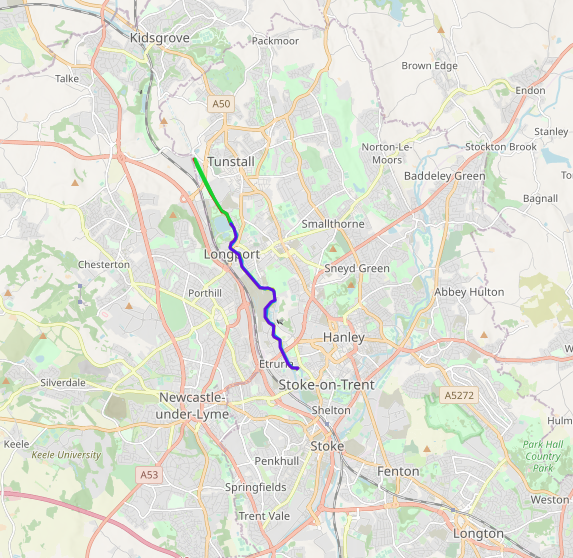 Kidsgrove
Packmoor
Talke
Brown Edge
Endon
A50
Stanley
Stockton Brook
Norton-Le-
Moors
Tunstall
Baddeley Green
To
Bagnall
Smallthorne
Longport
Chesterton
Sneyd Green
Porthill
Abbey Hulton
Hanley
W
Etruria
Silverdale
Stoke-on-Trent
A5272
Newcastle-
under-Lyme
Shelton
Hulm
Keele
Keele University
Stoke
Park Hall
Country
Park
Penkhull
Fenton
A53
Springfields
Weston
Trent Vale
Longton